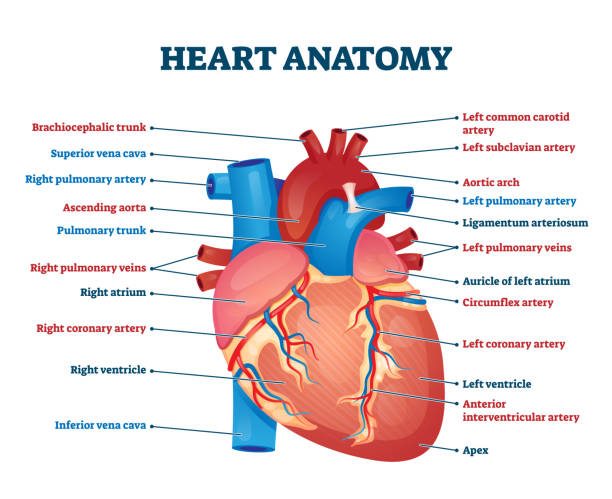 HEART ANATOMY
Brachiocephalic trunk
Superior vena cava
Right pulmonary artery
Ascending aorta
Pulmonary trunk
Right pulmonary veins
Right atrium
Right coronary artery
Right ventricle
Inferior vena cava
Left common carotid
artery
Left subclavian artery
Aortic arch
Left pulmonary artery
Ligamentum arteriosum
Left pulmonary veins
Auricle of left atrium
Circumflex artery
Left coronary artery
Left ventricle
Anterior
interventricular artery
Apex